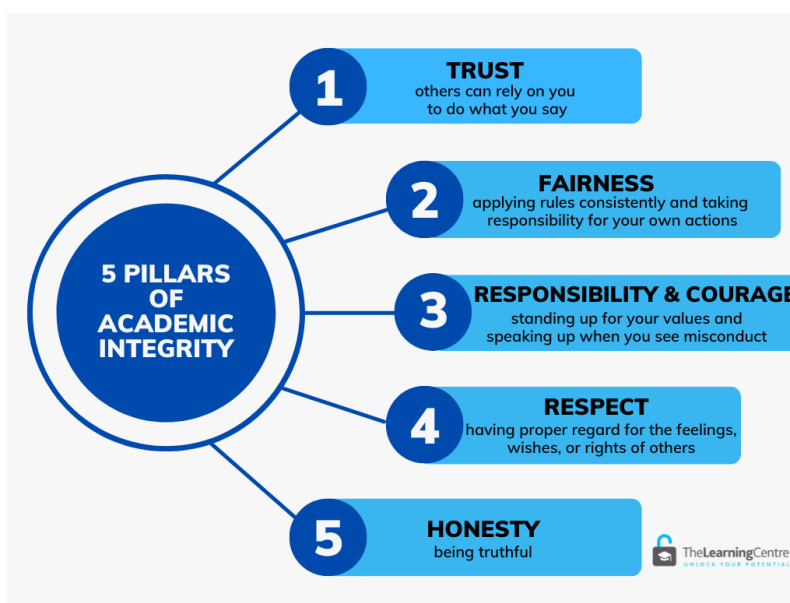 5 PILLARS
OF
ACADEMIC
INTEGRITY
1
TRUST
others can rely on you
to do what you say
2
FAIRNESS
applying rules consistently and taking
responsibility for your own actions
3
RESPONSIBILITY & COURAGE
standing up for your values and
speaking up when you see misconduct
4
RESPECT
having proper regard for the feelings,
wishes, or rights of others
5
HONESTY
being truthful
TheLearningCentre
UNLOCK YOUR POTENTIAL